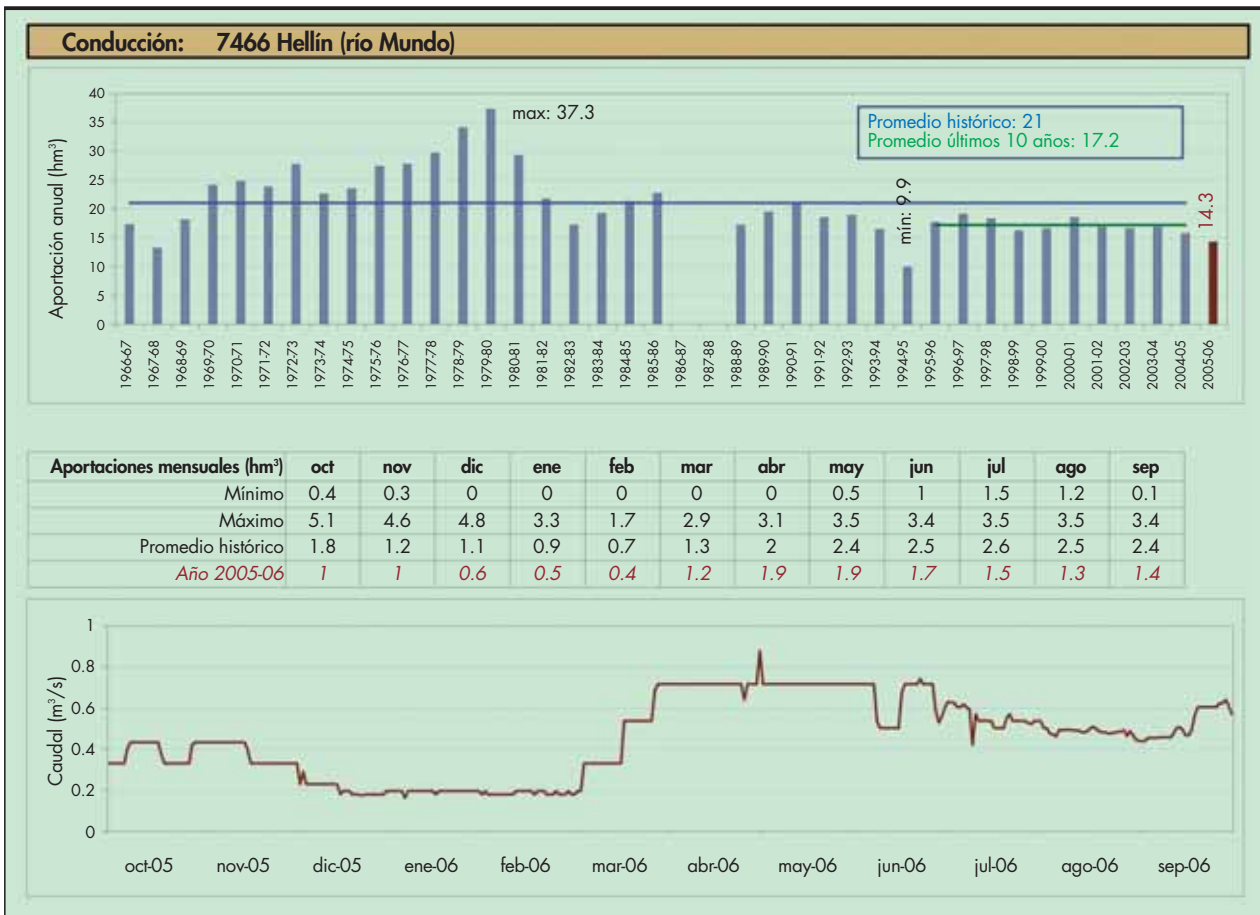 Conducción: 7466 Hellín (río Mundo)
Aportación anual (hm³)
40
35
30
25
20
15
10
5
0
max: 37.3
Promedio histórico: 21
Promedio últimos 10 años: 17.2
mín: 9.9
14.3
1966-67 1967-68 1968-69 1969-70 1970-71 1971-72 1972-73 1973-74 1974-75 1975-76 1976-77 1977-78 1978-79 1979-80 1980-81 1981-82 1982-83 1983-84 1984-85 1985-86 1986-87 1987-88 1988-89 1989-90 1990-91 1991-92 1992-93 1993-94 1994-95 1995-96 1996-97 1997-98 1998-99 1999-00 2000-01 2001-02 2002-03 2003-04 2004-05 2005-06
Aportaciones mensuales (hm³) oct nov dic ene feb mar abr may jun jul ago sep
Mínimo 0.4 0.3 0 0 0 0 0 0.5 1 1.5 1.2 0.1
Máximo 5.1 4.6 4.8 3.3 1.7 2.9 3.1 3.5 3.4 3.5 3.5 3.4
Promedio histórico 1.8 1.2 1.1 0.9 0.7 1.3 2 2.4 2.5 2.6 2.5 2.4
Año 2005-06 1 1 0.6 0.5 0.4 1.2 1.9 1.9 1.7 1.5 1.3 1.4
Caudal (m³/s)
1
0.8
0.6
0.4
0.2
0
oct-05 nov-05 dic-05 ene-06 feb-06 mar-06 abr-06 may-06 jun-06 jul-06 ago-06 sep-06